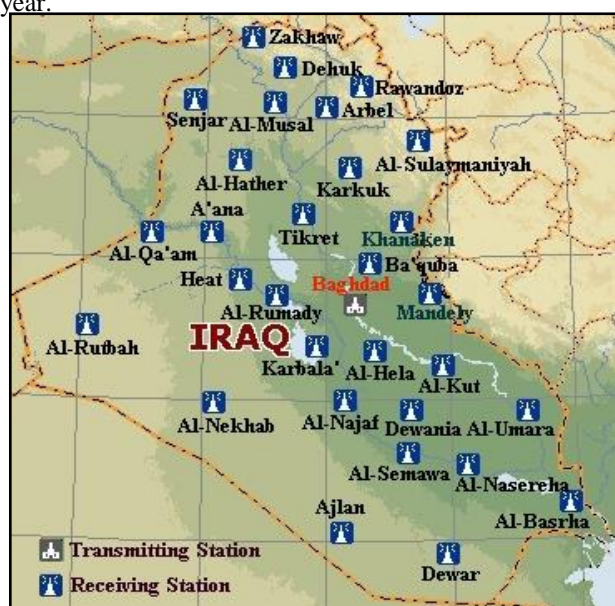 year.
Zakhaw
Dehuk
Rawandoz
Senjar
Al-Musal
Arbel
Al-Hather
Karkuk
Al-Sulaymaniyah
A'ana
Tikret
Khanaken
Al-Qa'am
Ba'quba
Heat
Baghdad
Al-Rumady
Mandely
Al-Rutbah
IRAQ
Karbala'
Al-Hela
Al-Kut
Al-Nekhab
Al-Najaf
Dewania
Al-Umara
Al-Semawa
Al-Nasereha
Al-Basrha
Ajlan
Dewar
Transmitting Station
Receiving Station